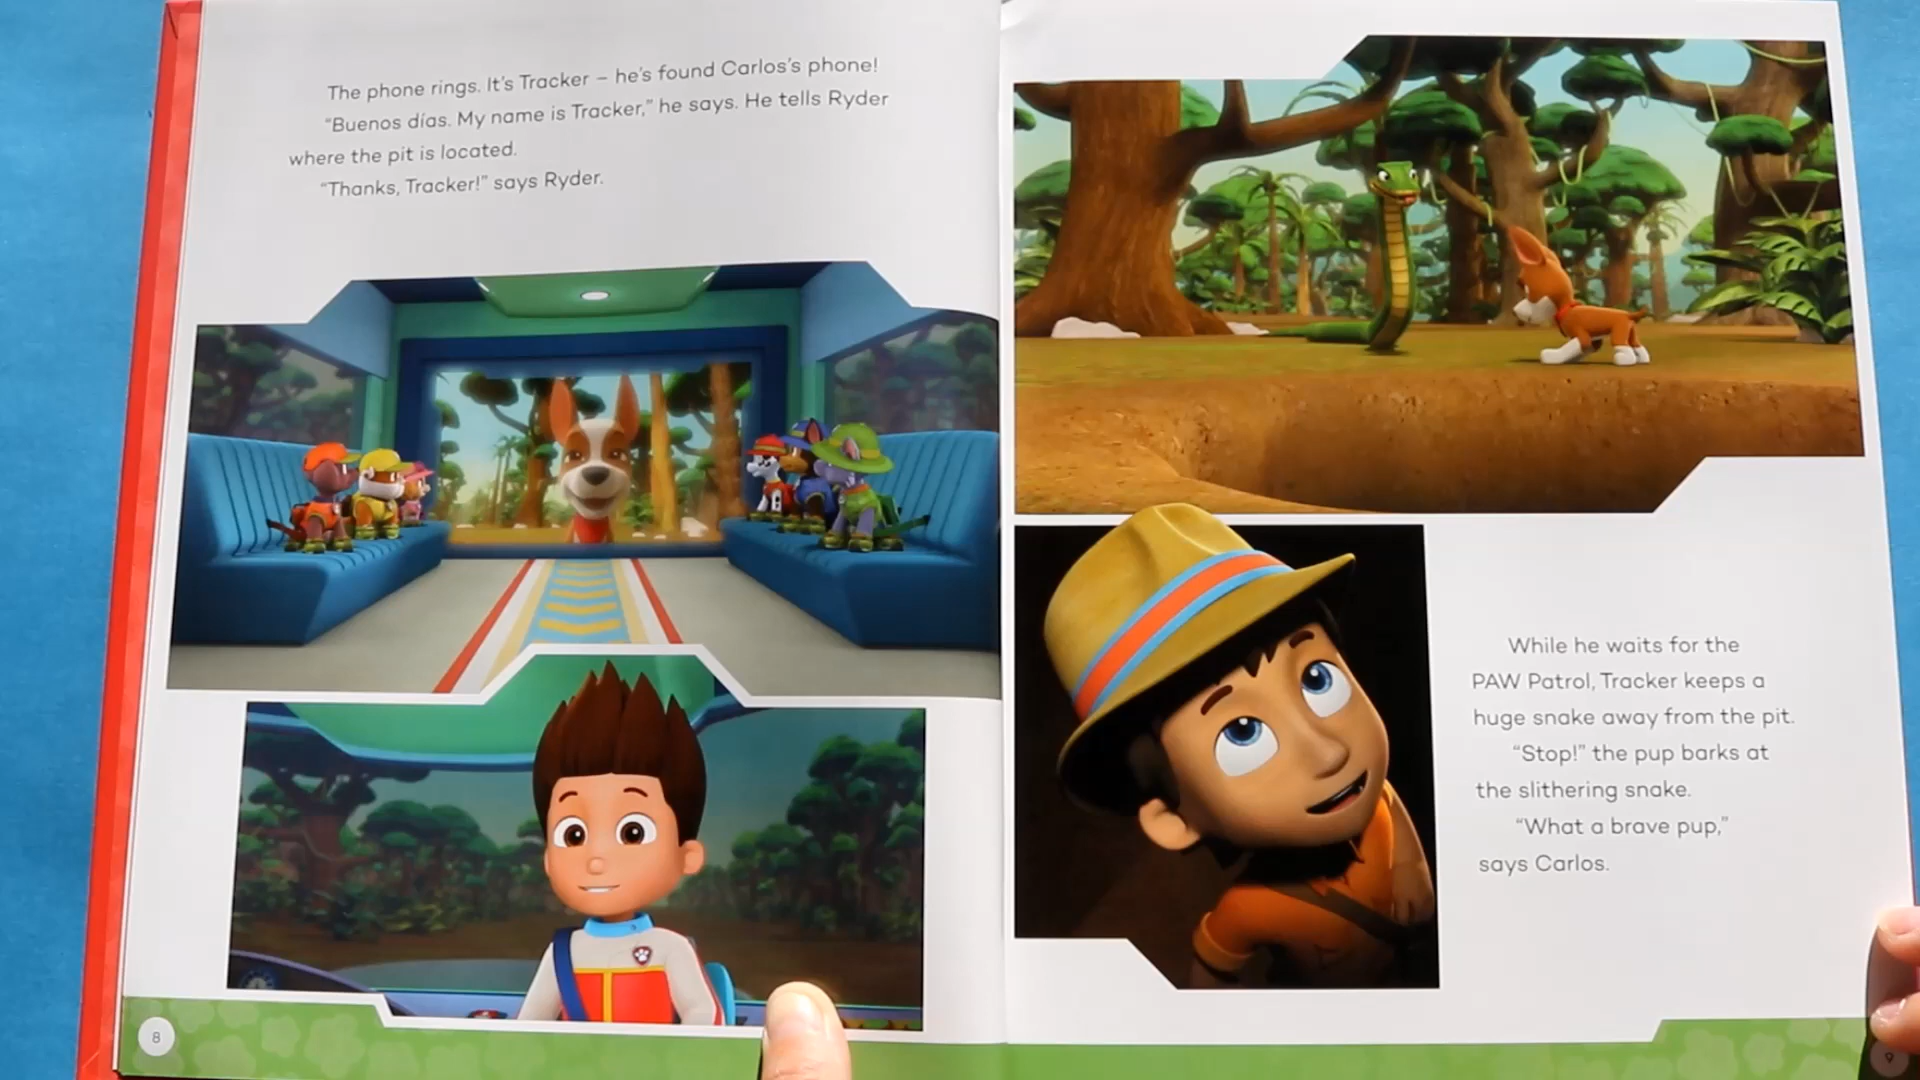 The phone rings. It's Tracker – he's found Carlos's phone!
"Buenos días. My name is Tracker," he says. He tells Ryder
where the pit is located.
"Thanks, Tracker!" says Ryder.
While he waits for the
PAW Patrol, Tracker keeps a
huge snake away from the pit.
"Stop!" the pup barks at
the slithering snake.
"What a brave pup,"
says Carlos.
8